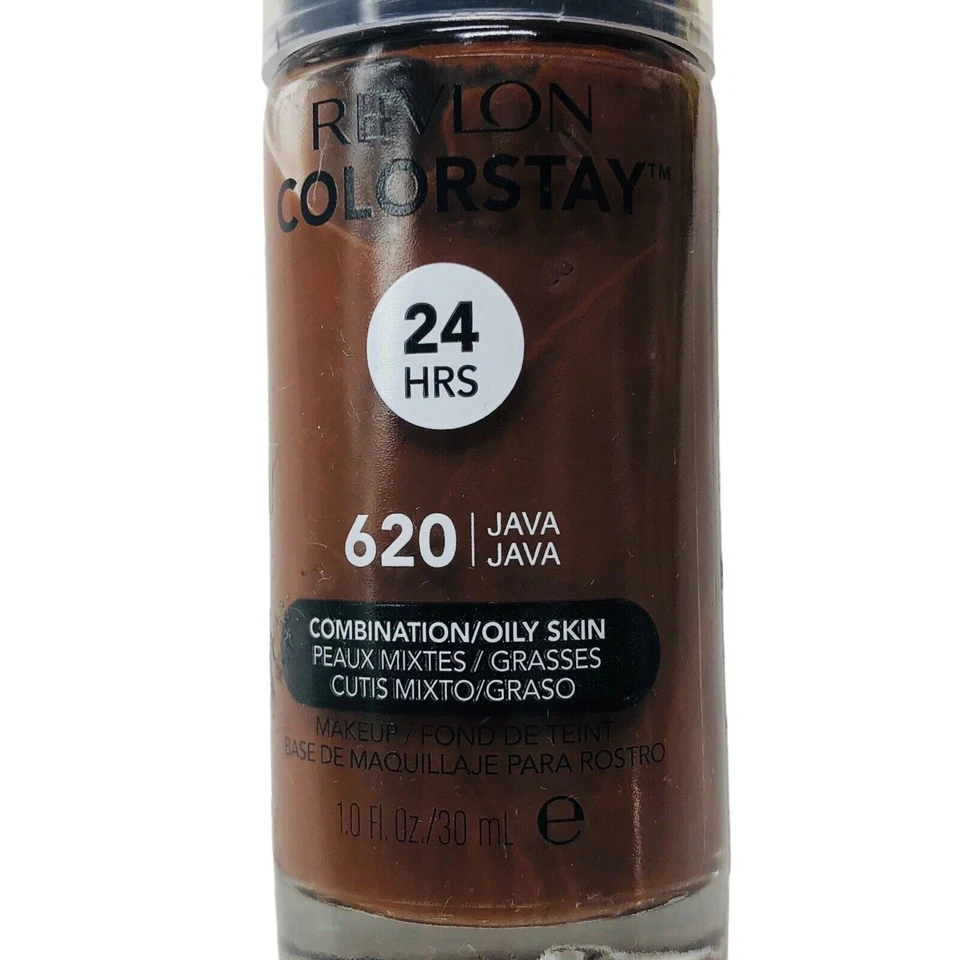 REVLON
COLORSTAY™
24
HRS
620 | JAVA
JAVA
COMBINATION/OILY SKIN
PEAUX MIXTES / GRASSES
CUTIS MIXTO/GRASO
MAKEUP / FOND DE TEINT
BASE DE MAQUILLAJE PARA ROSTRO
1.0 Fl. Oz./30 mL ℮